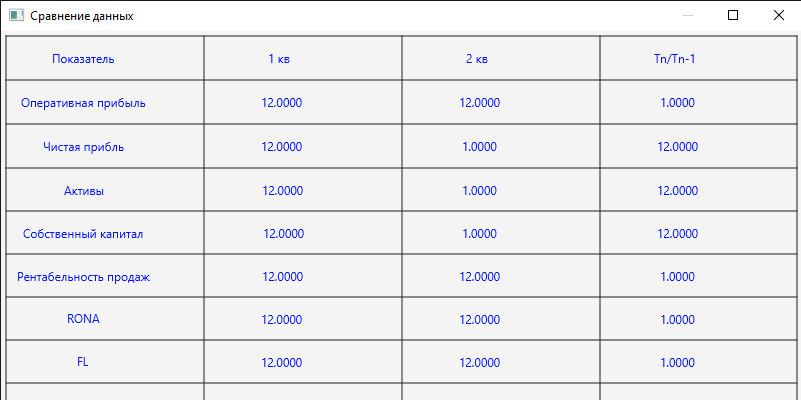 Сравнение данных
Показатель 1 кв 2 кв Tn/Tn-1
Оперативная прибыль 12.0000 12.0000 1.0000
Чистая прибль 12.0000 1.0000 12.0000
Активы 12.0000 1.0000 12.0000
Собственный капитал 12.0000 1.0000 12.0000
Рентабельность продаж 12.0000 12.0000 1.0000
RONA 12.0000 12.0000 1.0000
FL 12.0000 12.0000 1.0000